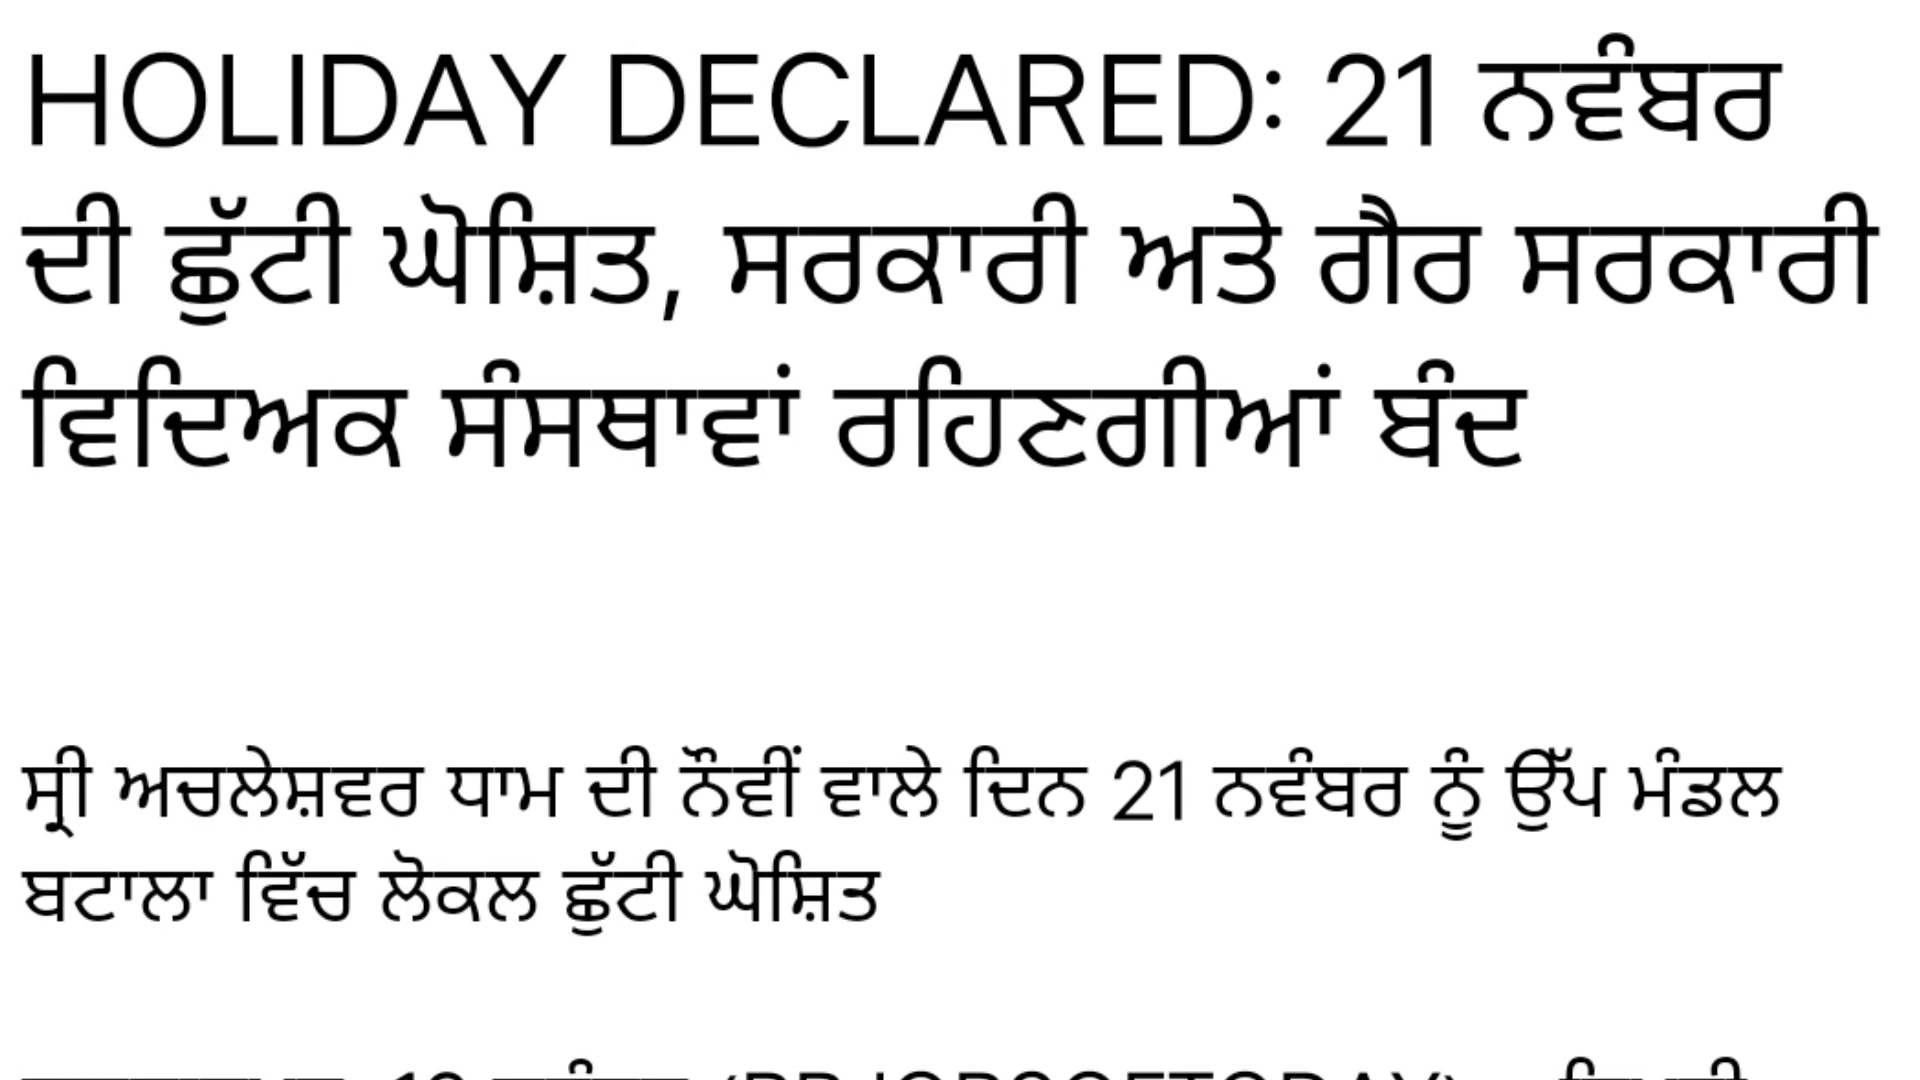 HOLIDAY DECLARED: 21 ਨਵੰਬਰ
ਦੀ ਛੁੱਟੀ ਘੋਸ਼ਿਤ, ਸਰਕਾਰੀ ਅਤੇ ਗੈਰ ਸਰਕਾਰੀ
ਵਿਦਿਅਕ ਸੰਸਥਾਵਾਂ ਰਹਿਣਗੀਆਂ ਬੰਦ
ਸ੍ਰੀ ਅਚਲੇਸ਼ਵਰ ਧਾਮ ਦੀ ਨੌਵੀਂ ਵਾਲੇ ਦਿਨ 21 ਨਵੰਬਰ ਨੂੰ ਉੱਪ ਮੰਡਲ
ਬਟਾਲਾ ਵਿੱਚ ਲੋਕਲ ਛੁੱਟੀ ਘੋਸ਼ਿਤ